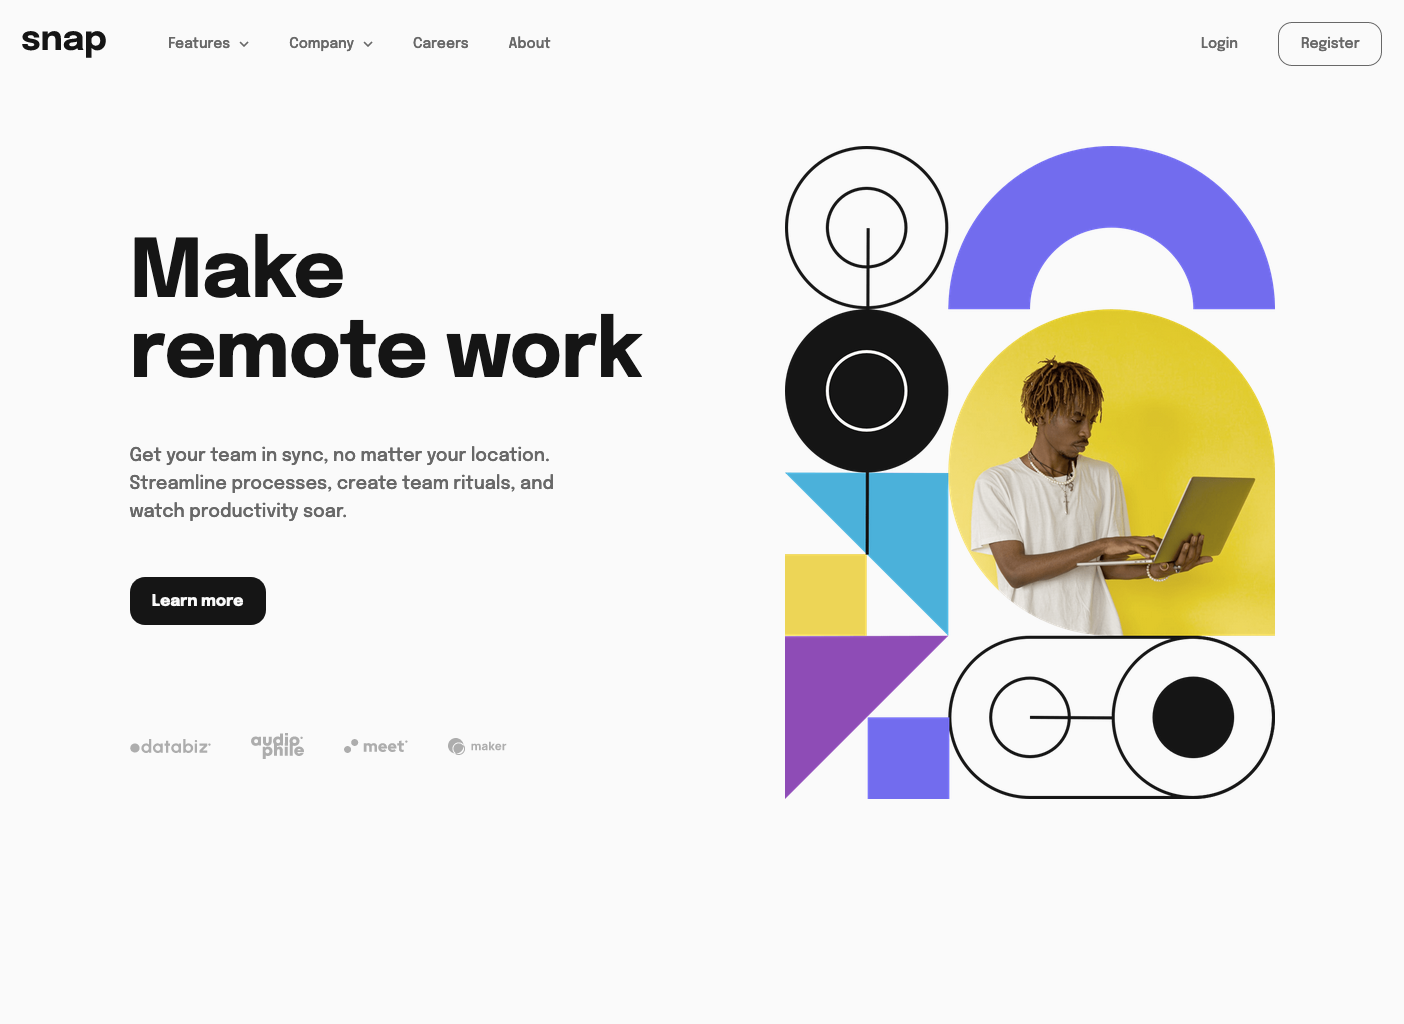 snap
Features
Company
Careers
About
Login
Register
Make
remote work
Get your team in sync, no matter your location.
Streamline processes, create team rituals, and
watch productivity soar.
Learn more
databiz
audio
phile
meet
maker